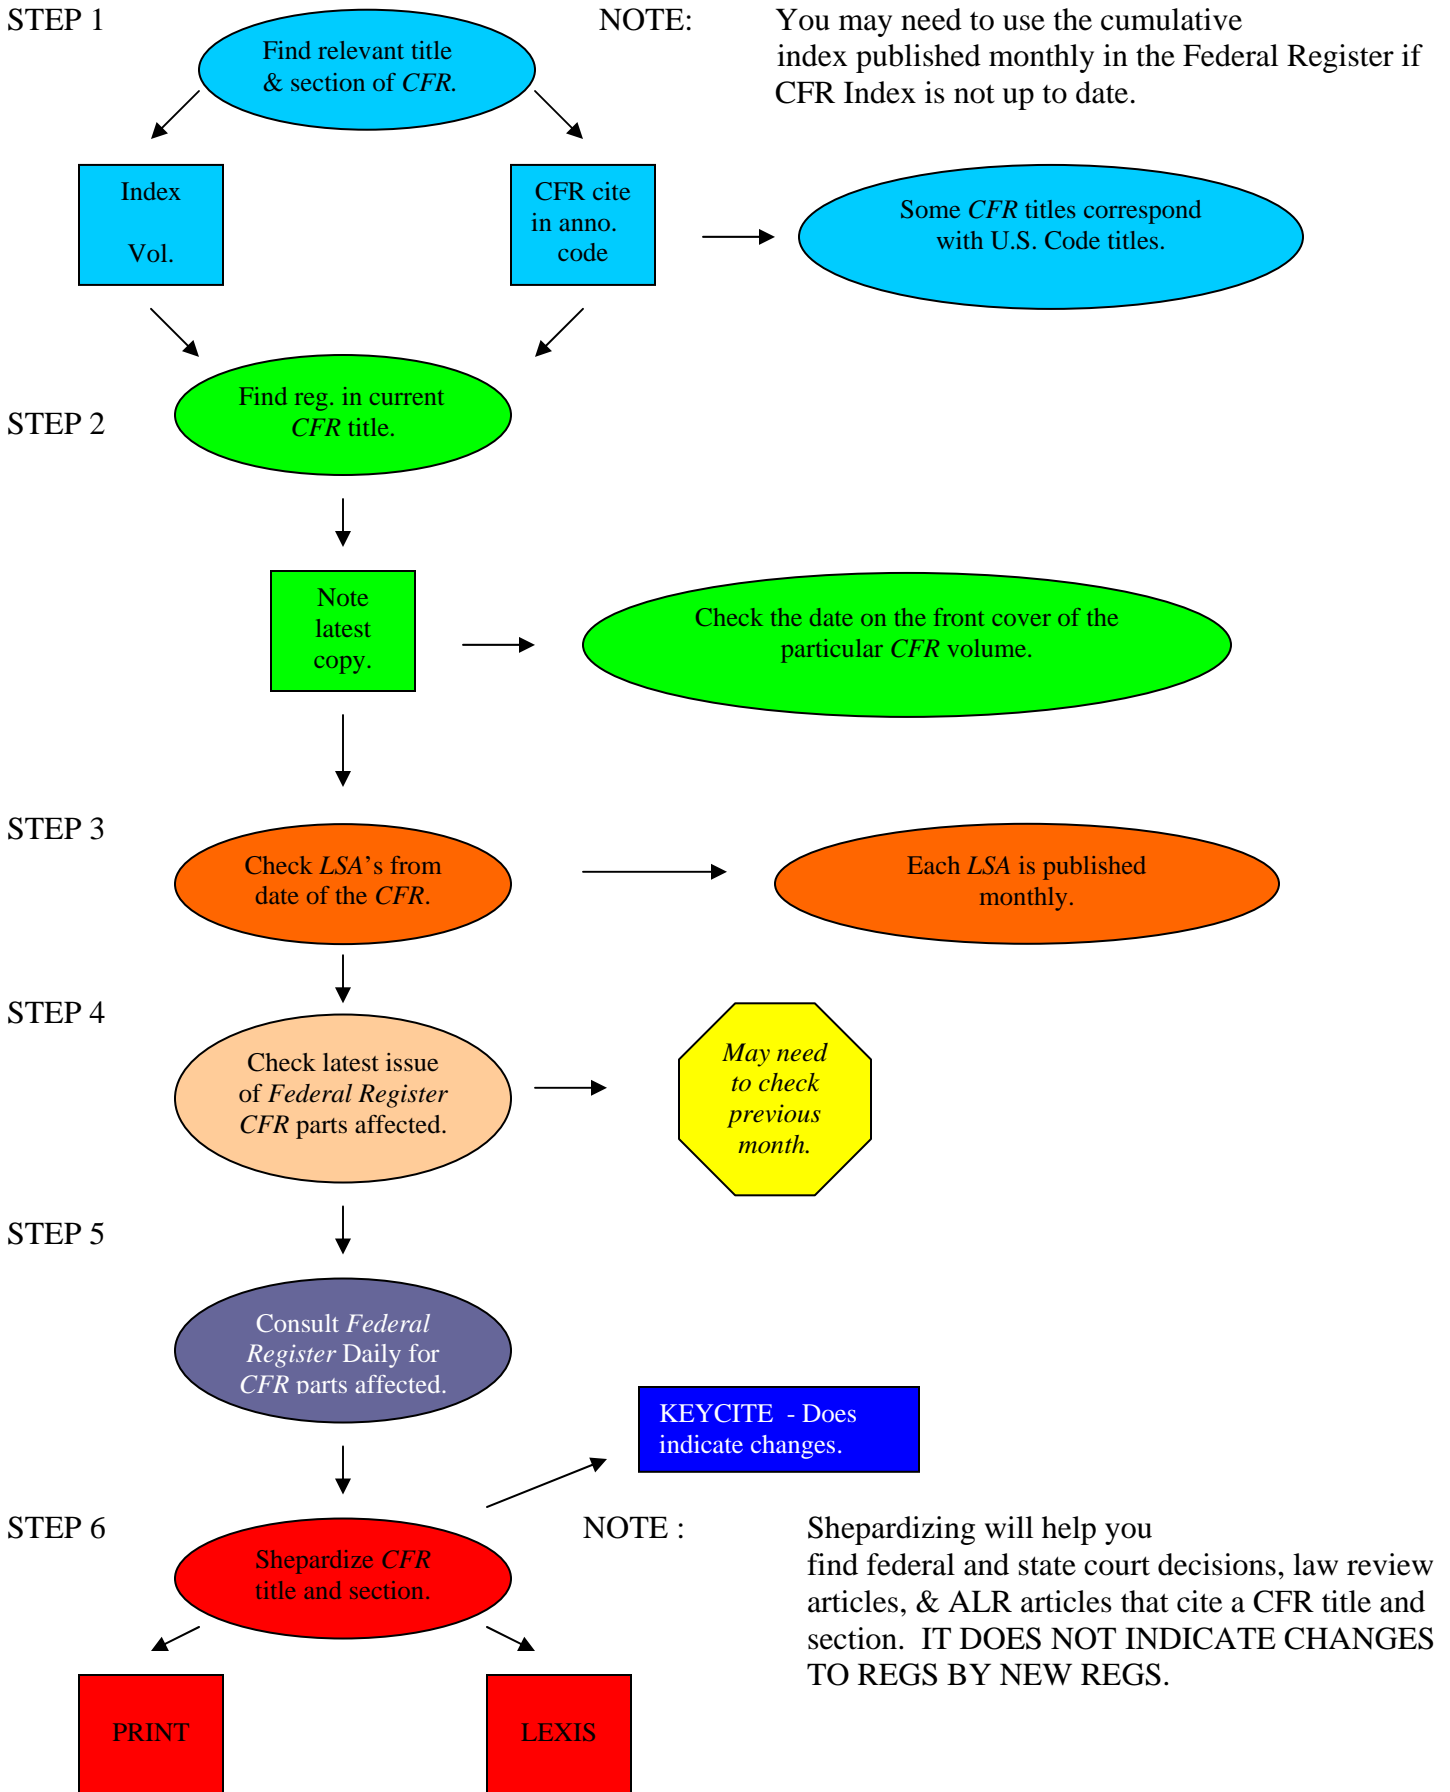 STEP 1
Find relevant title
& section of CFR.
NOTE: You may need to use the cumulative
index published monthly in the Federal Register if
CFR Index is not up to date.
Index
Vol.
CFR cite
in anno.
code
Some CFR titles correspond
with U.S. Code titles.
STEP 2
Find reg. in current
CFR title.
Note
latest
copy.
Check the date on the front cover of the
particular CFR volume.
STEP 3
Check LSA's from
date of the CFR.
Each LSA is published
monthly.
STEP 4
Check latest issue
of Federal Register
CFR parts affected.
May need
to check
previous
month.
STEP 5
Consult Federal
Register Daily for
CFR parts affected.
KEYCITE - Does
indicate changes.
STEP 6
Shepardize CFR
title and section.
NOTE : Shepardizing will help you
find federal and state court decisions, law review
articles, & ALR articles that cite a CFR title and
section. IT DOES NOT INDICATE CHANGES
TO REGS BY NEW REGS.
PRINT
LEXIS